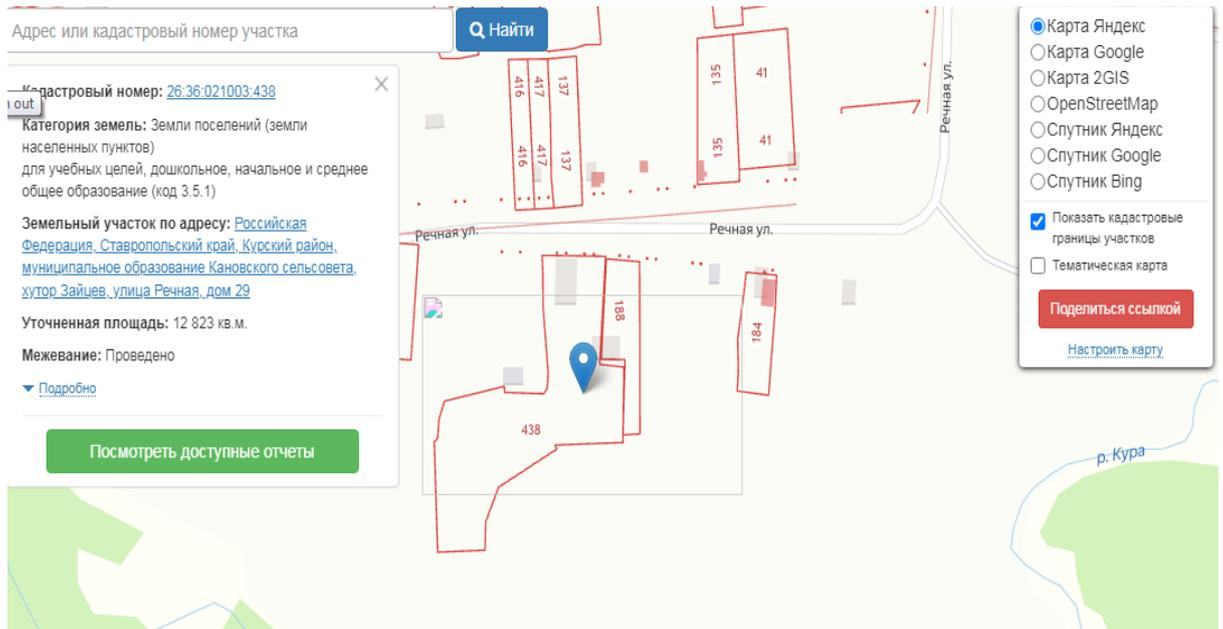 Адрес или кадастровый номер участка
Найти
Кадастровый номер: 26:36:021003:438
out
Категория земель: Земли поселений (земли
населенных пунктов)
для учебных целей, дошкольное, начальное и среднее
общее образование (код 3.5.1)
Земельный участок по адресу: Российская
Федерация, Ставропольский край, Курский район,
муниципальное образование Кановского сельсовета,
хутор Зайцев, улица Речная, дом 29
Уточненная площадь: 12 823 кв.м.
Межевание: Проведено
Подробно
Посмотреть доступные отчеты
416
417
137
416
417
137
135
41
135
41
Речная ул.
Речная ул.
Речная ул.
188
184
438
р. Кура
Карта Яндекс
Карта Google
Карта 2GIS
OpenStreetMap
Спутник Яндекс
Спутник Google
Спутник Bing
Показать кадастровые
границы участков
Тематическая карта
Поделиться ссылкой
Настроить карту